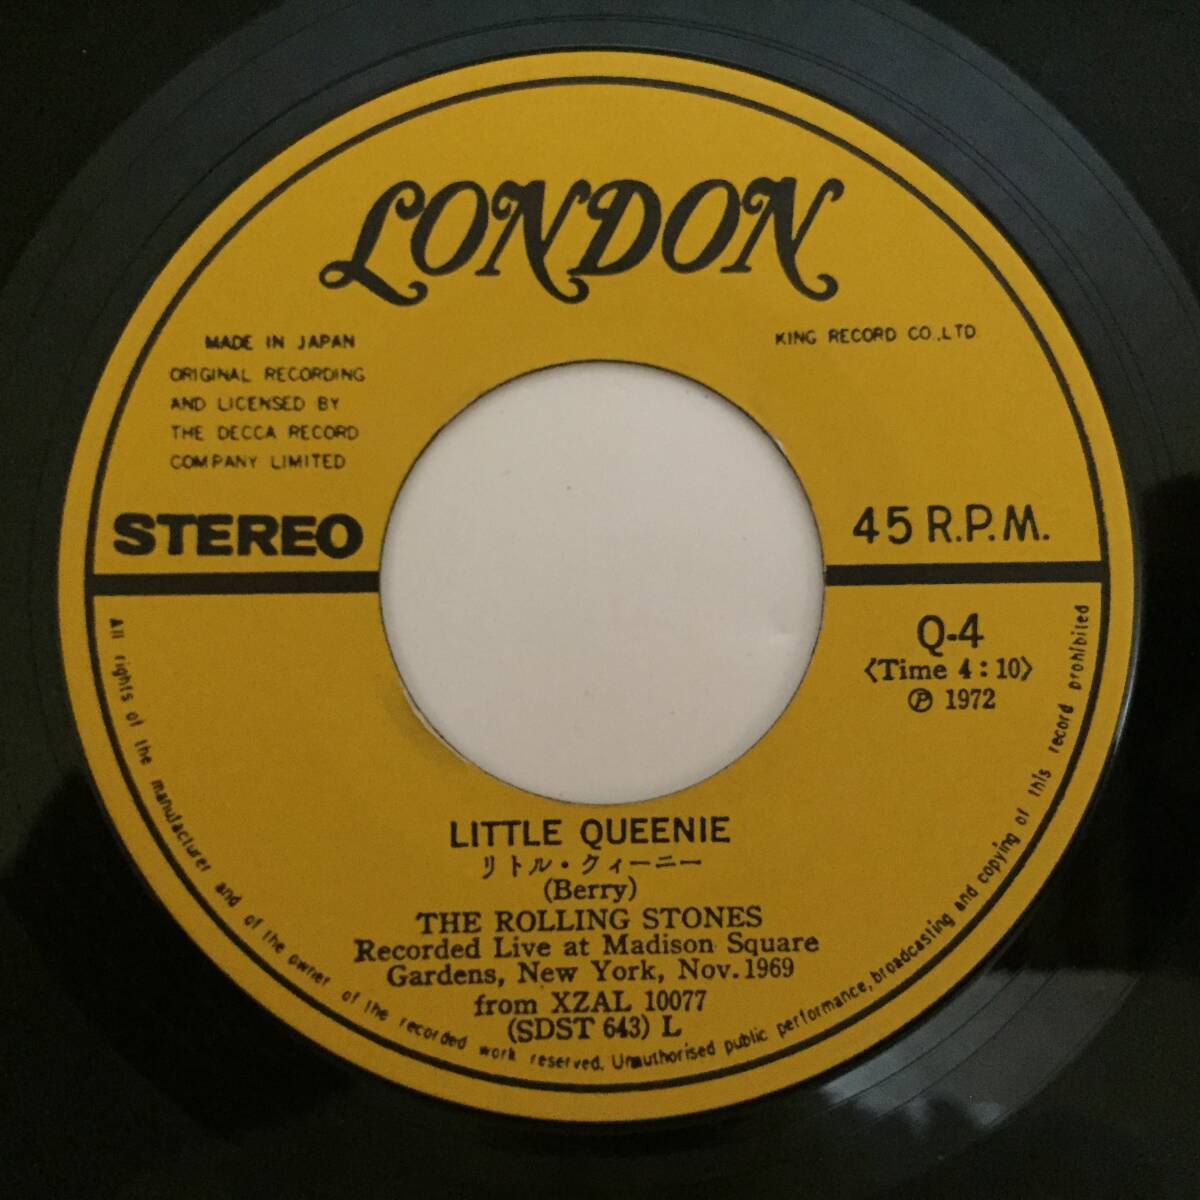 LONDON
MADE IN JAPAN
KING RECORD CO.,LTD.
ORIGINAL RECORDING
AND LICENSED BY
THE DECCA RECORD
COMPANY LIMITED
STEREO
45 R.P.M.
Q-4
〈Time 4:10〉
Ⓟ 1972
LITTLE QUEENIE
リトル・クィーニー
(Berry)
THE ROLLING STONES
Recorded Live at Madison Square
Gardens, New York, Nov. 1969
from XZAL 10077
(SDST 643) L
All rights of the manufacturer and of the owner of the recorded work reserved. Unauthorised public performance, broadcasting and copying of this record prohibited